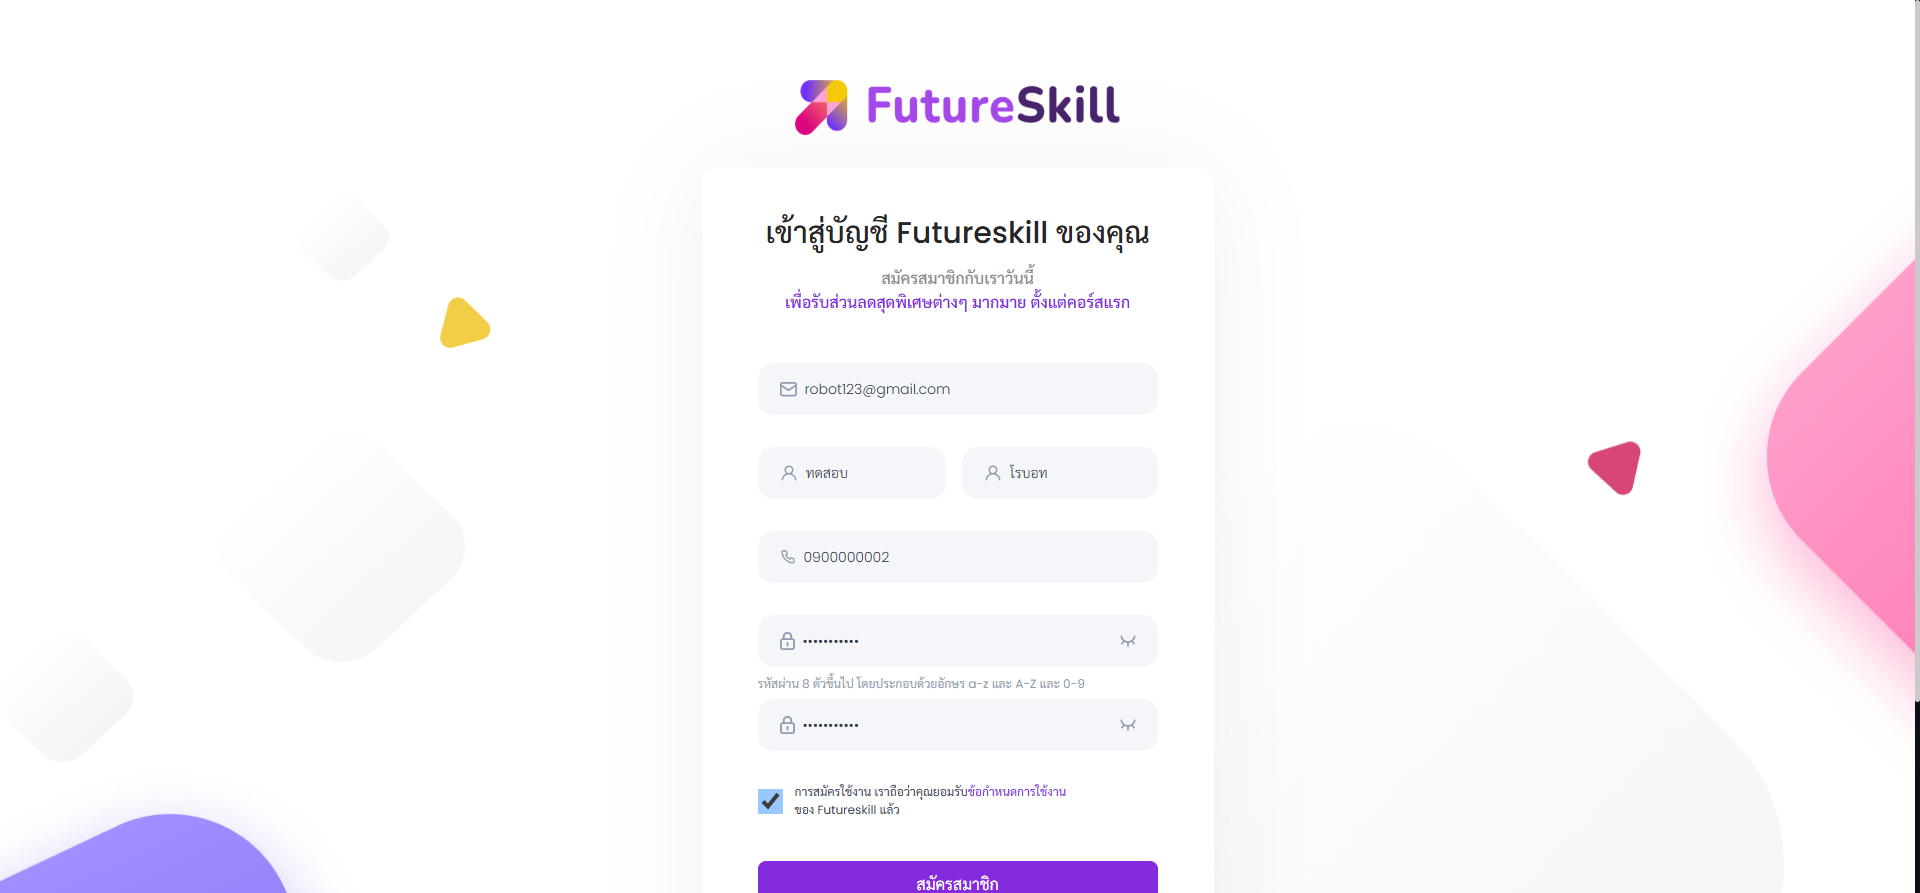 FutureSkill
เข้าสู่บัญชี Futureskill ของคุณ
สมัครสมาชิกกับเราวันนี้
เพื่อรับส่วนลดสุดพิเศษต่างๆ มากมาย ตั้งแต่คอร์สแรก
robot123@gmail.com
ทดสอบ
โรบอท
0900000002
•••••••••••
รหัสผ่าน 8 ตัวขึ้นไป โดยประกอบด้วยอักษร a-z และ A-Z และ 0-9
•••••••••••
การสมัครใช้งาน เราถือว่าคุณยอมรับข้อกำหนดการใช้งาน
ของ Futureskill แล้ว
สมัครสมาชิก